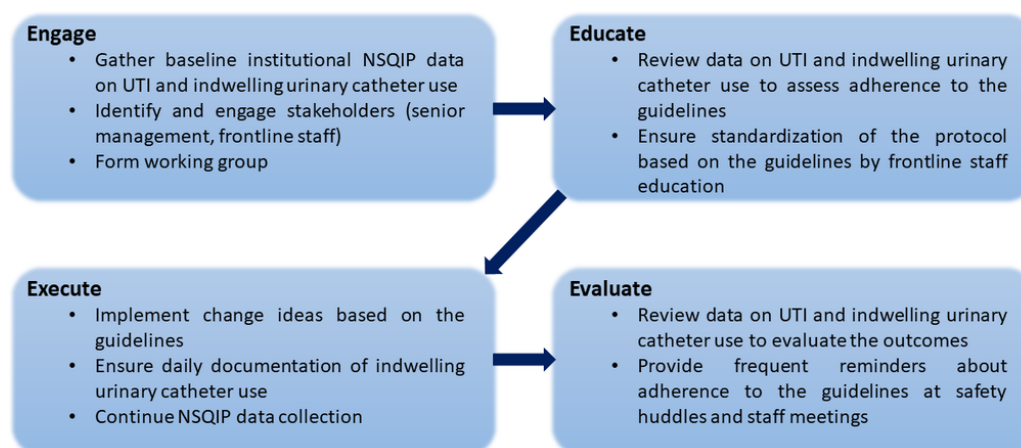 Engage
• Gather baseline institutional NSQIP data
on UTI and indwelling urinary catheter use
• Identify and engage stakeholders (senior
management, frontline staff)
• Form working group
Educate
• Review data on UTI and indwelling urinary
catheter use to assess adherence to the
guidelines
• Ensure standardization of the protocol
based on the guidelines by frontline staff
education
Execute
• Implement change ideas based on the
guidelines
• Ensure daily documentation of indwelling
urinary catheter use
• Continue NSQIP data collection
Evaluate
• Review data on UTI and indwelling urinary
catheter use to evaluate the outcomes
• Provide frequent reminders about
adherence to the guidelines at safety
huddles and staff meetings